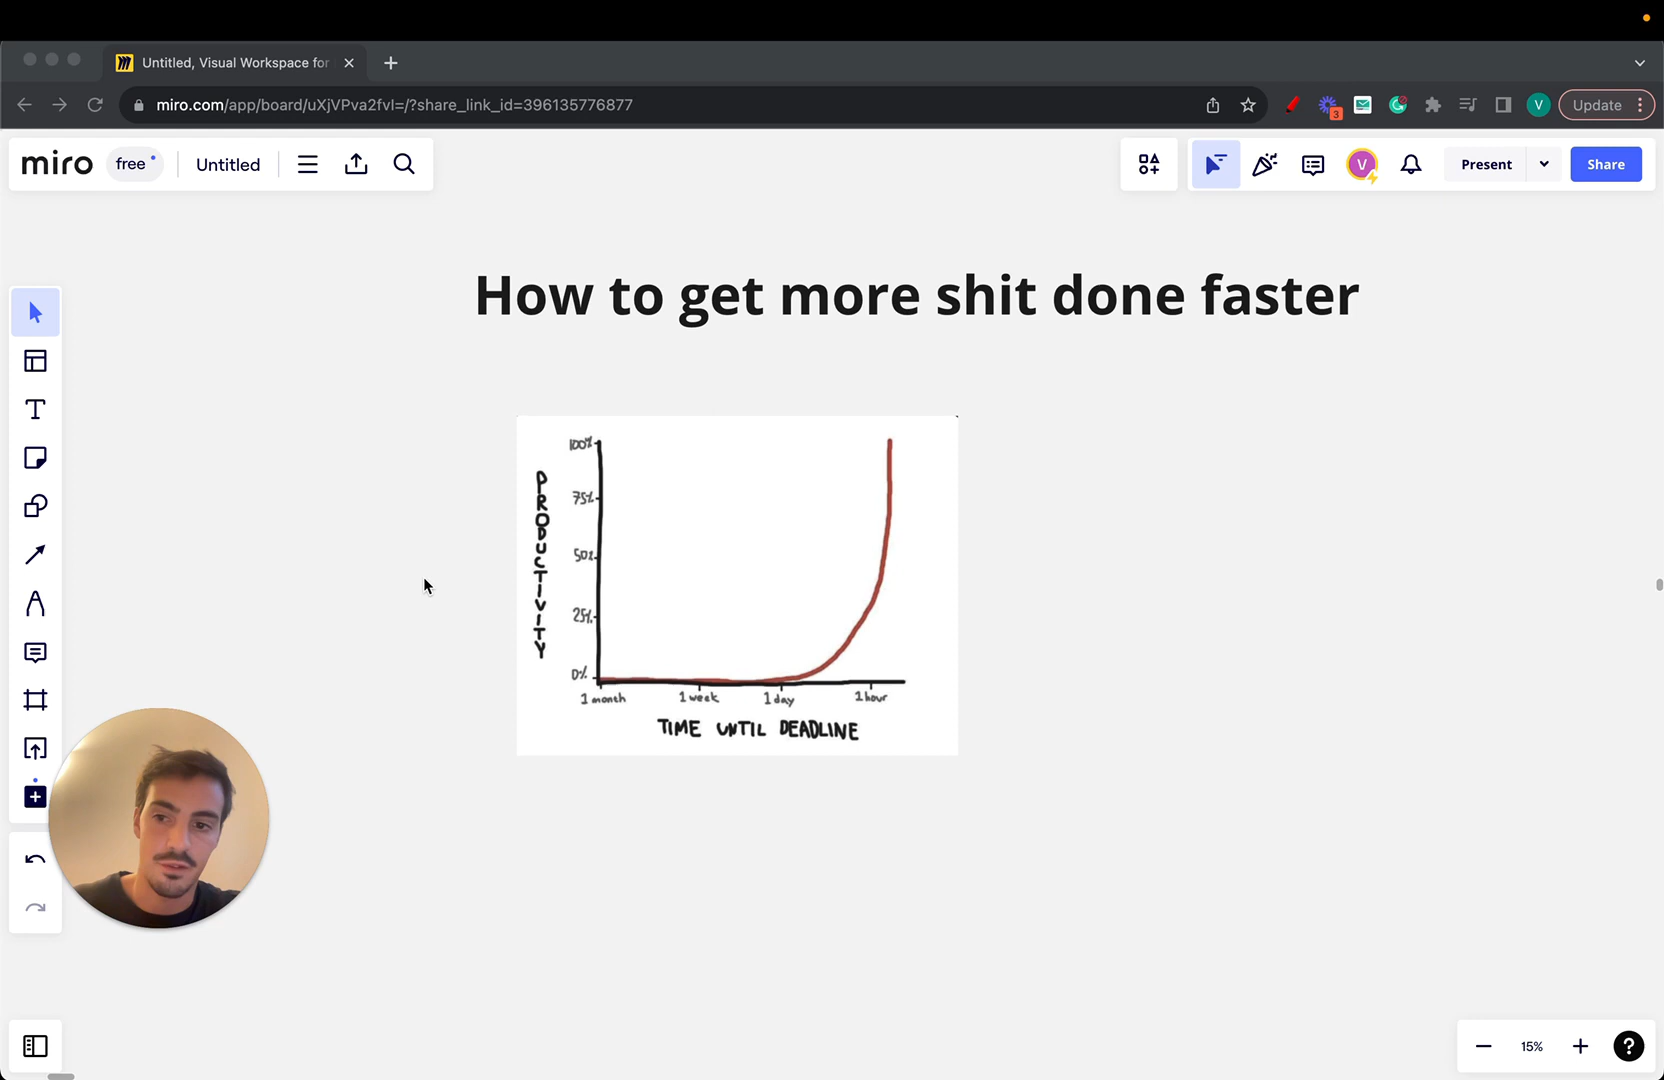 Untitled, Visual Workspace for
miro.com/app/board/uXjVPva2fvI=/?share_link_id=396135776877
3
V
Update
miro
free
Untitled
V
Present
Share
How to get more shit done faster
PRODUCTIVITY
100%
75%
50%
25%
0%
1 month 1 week 1 day 1 hour
TIME UNTIL DEADLINE
15%
?